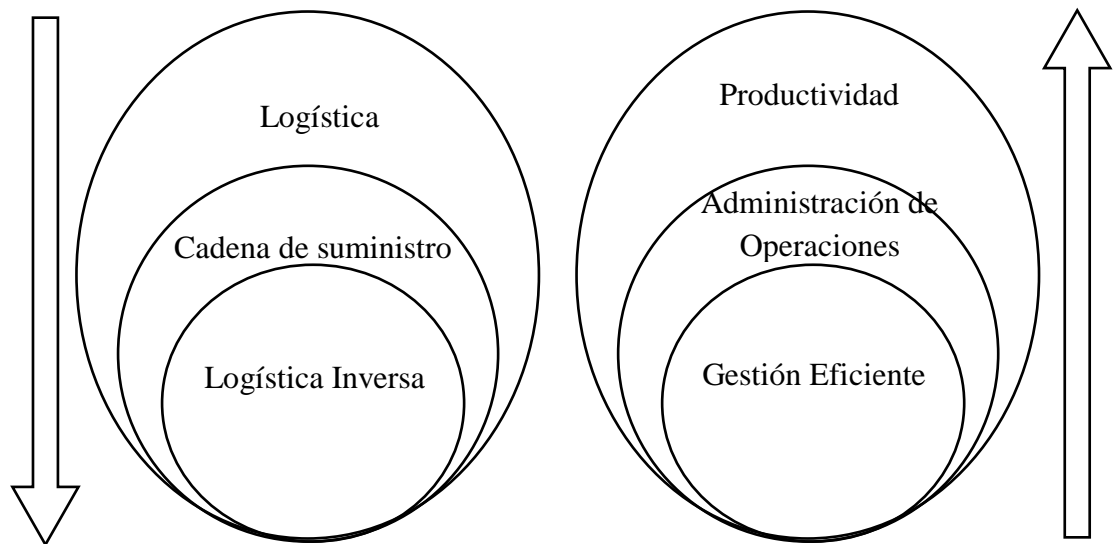 Logística
Cadena de suministro
Logística Inversa
Productividad
Administración de
Operaciones
Gestión Eficiente